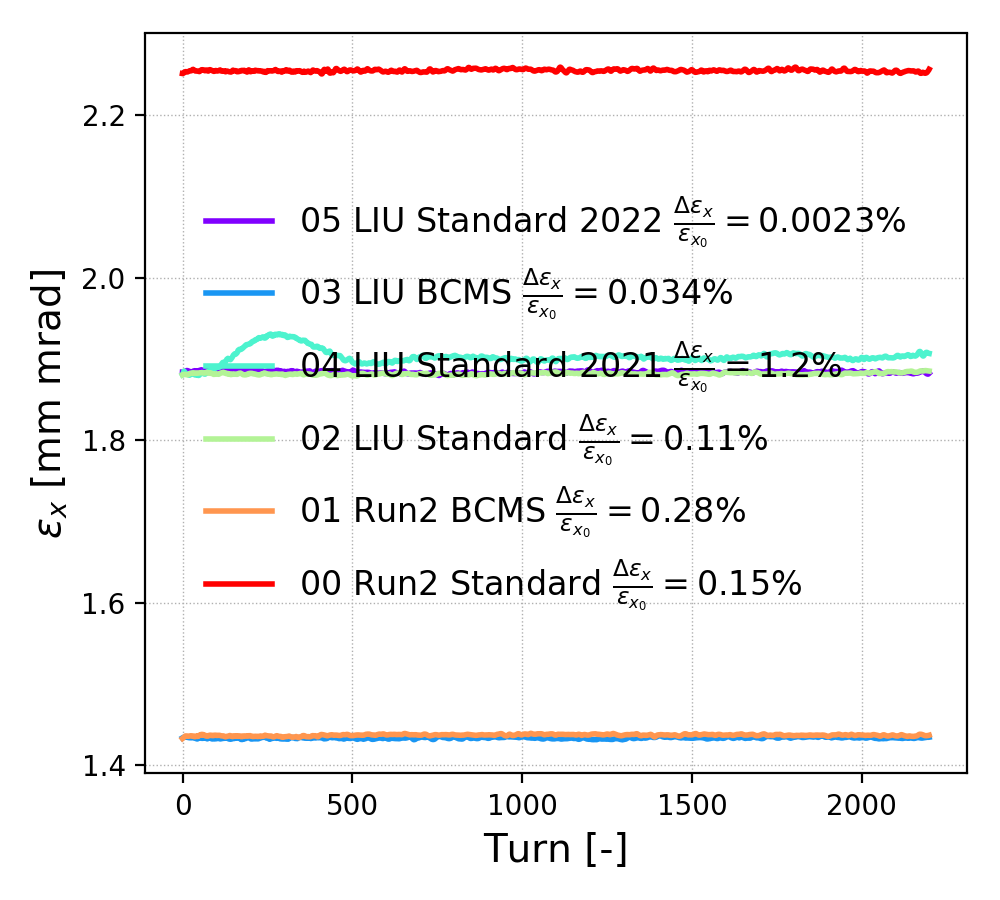 2.2
2.0
1.8
1.6
1.4
εx [mm mrad]
05 LIU Standard 2022 Δεx/εx0 = 0.0023%
03 LIU BCMS Δεx/εx0 = 0.034%
04 LIU Standard 2021 Δεx/εx0 = 1.2%
02 LIU Standard Δεx/εx0 = 0.11%
01 Run2 BCMS Δεx/εx0 = 0.28%
00 Run2 Standard Δεx/εx0 = 0.15%
0 500 1000 1500 2000
Turn [-]